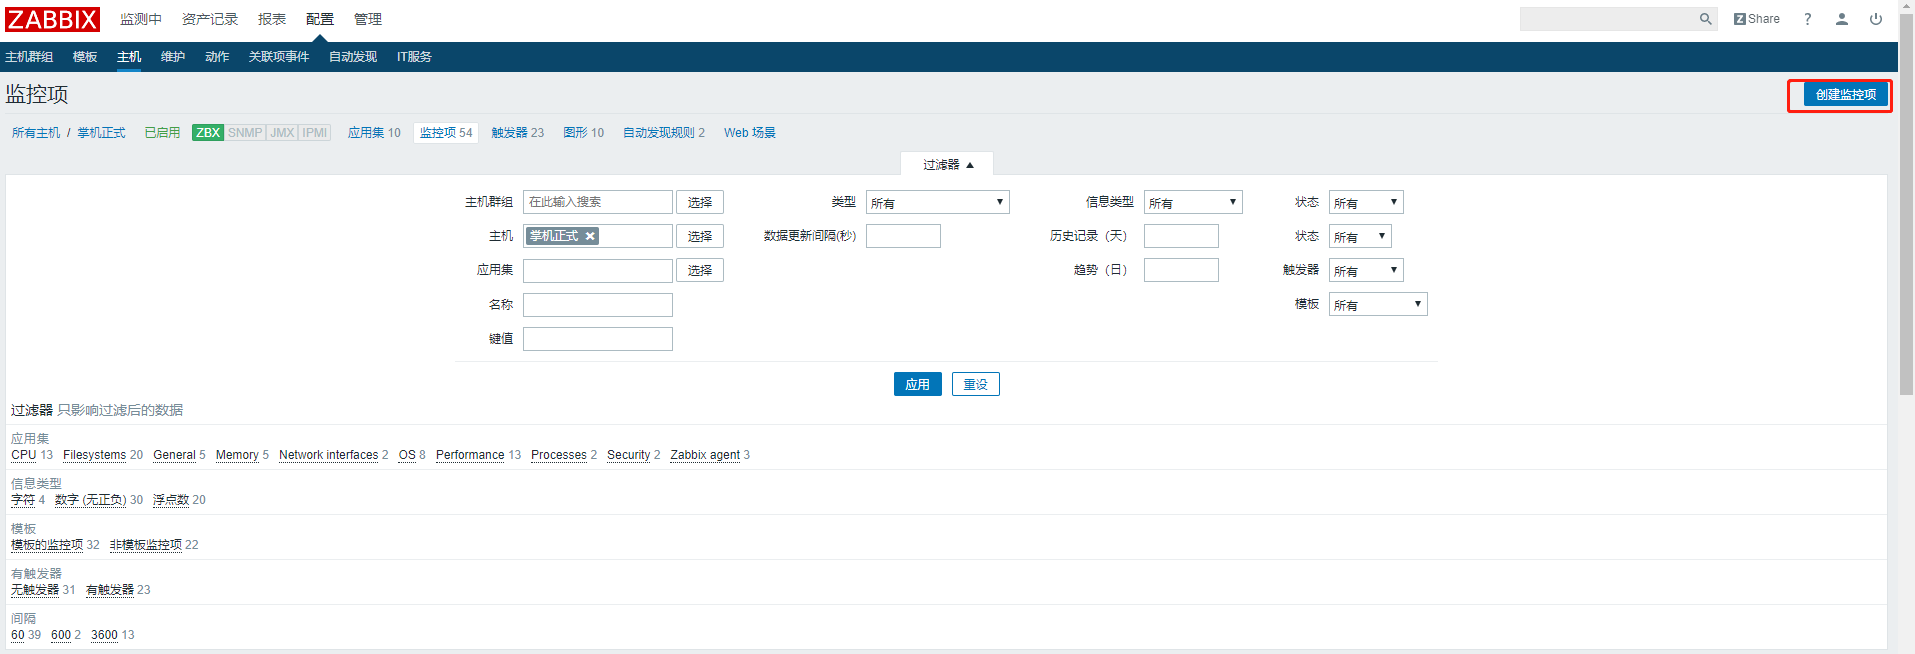 ZABBIX 监测中 资产记录 报表 配置 管理 Z Share ?
主机群组 模板 主机 维护 动作 关联项事件 自动发现 IT服务
监控项 创建监控项
所有主机 / 掌机正式 已启用 ZBX SNMP JMX IPMI 应用集 10 监控项 54 触发器 23 图形 10 自动发现规则 2 Web 场景
过滤器 ▲
主机群组 在此输入搜索 选择 类型 所有 信息类型 所有 状态 所有
主机 掌机正式 选择 数据更新间隔(秒) 历史记录（天） 状态 所有
应用集 选择 趋势（日） 触发器 所有
名称 模板 所有
键值
应用 重设
过滤器 只影响过滤后的数据
应用集
CPU 13 Filesystems 20 General 5 Memory 5 Network interfaces 2 OS 8 Performance 13 Processes 2 Security 2 Zabbix agent 3
信息类型
字符 4 数字 (无正负) 30 浮点数 20
模板
模板的监控项 32 非模板监控项 22
有触发器
无触发器 31 有触发器 23
间隔
60 39 600 2 3600 13